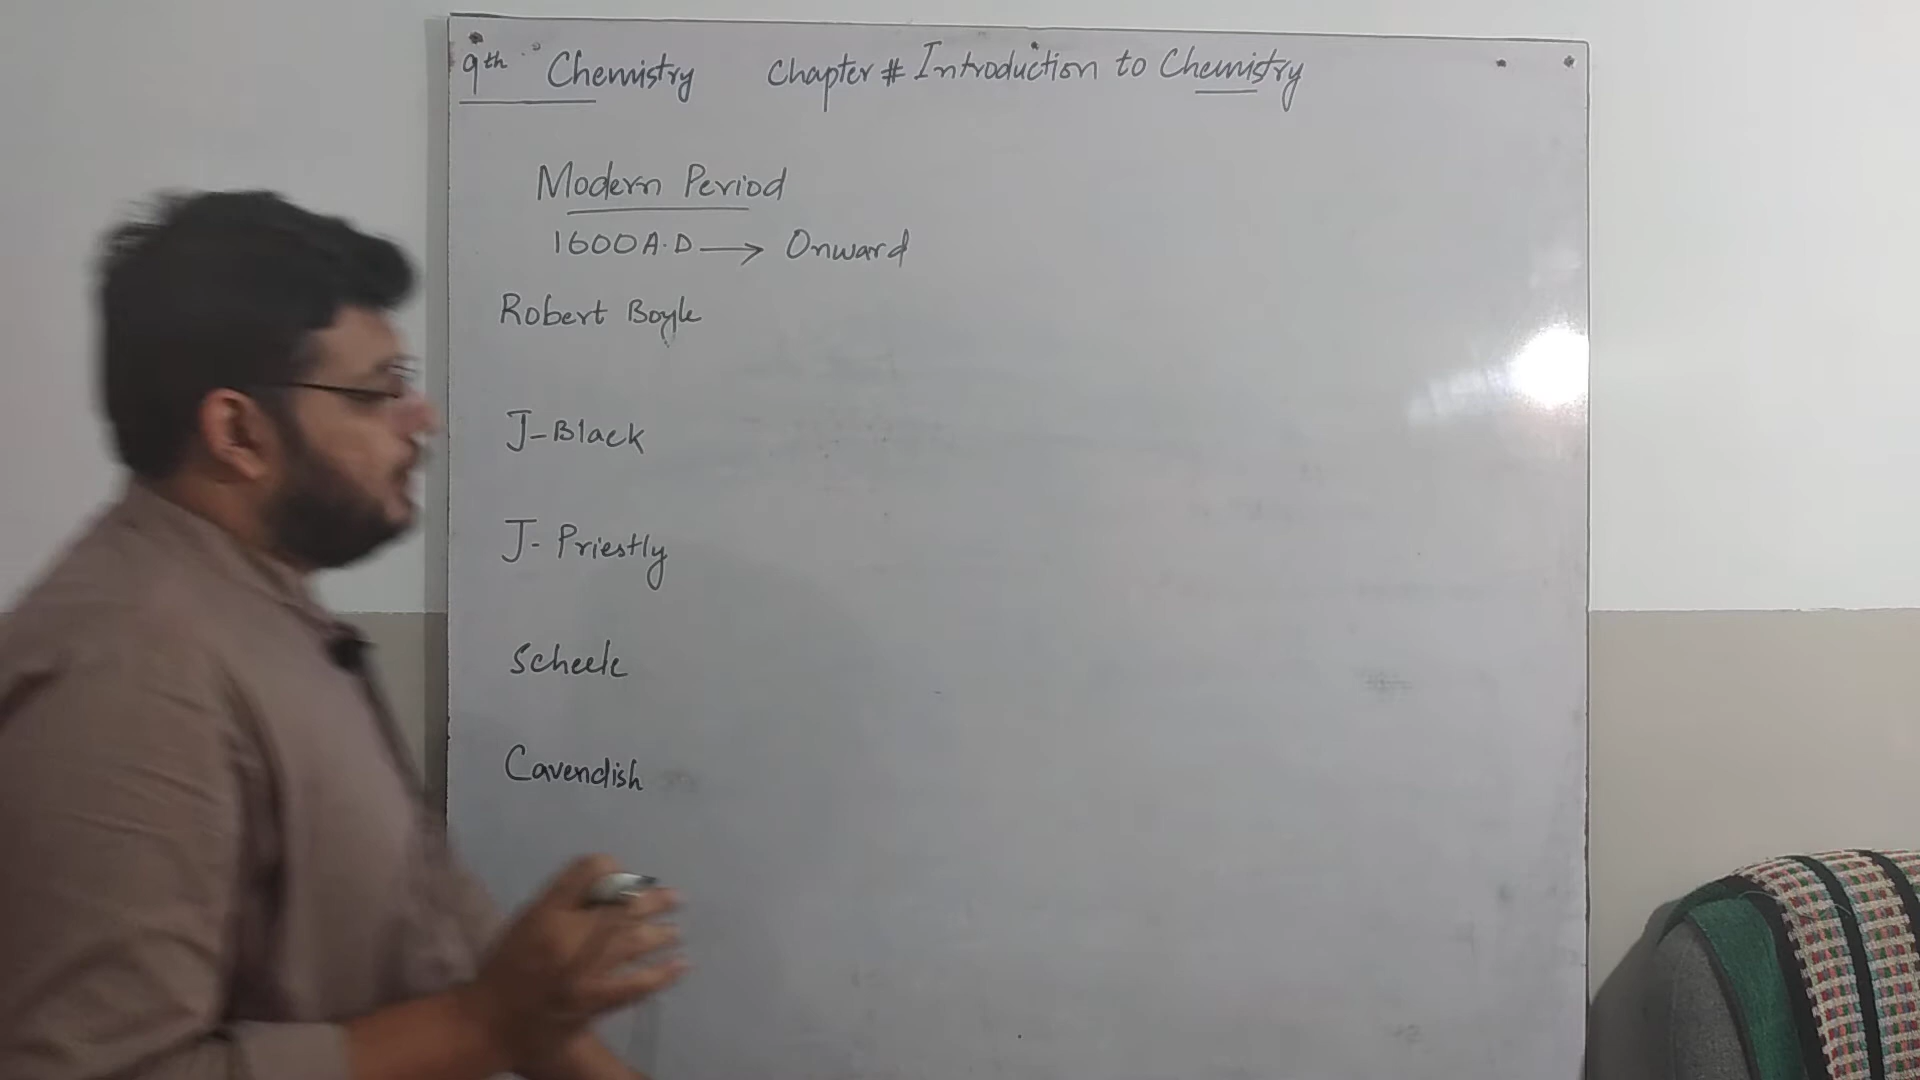 9th Chemistry Chapter # Introduction to Chemistry
Modern Period
1600 A.D → Onward
Robert Boyle
J-Black
J- Priestly
Scheele
Cavendish